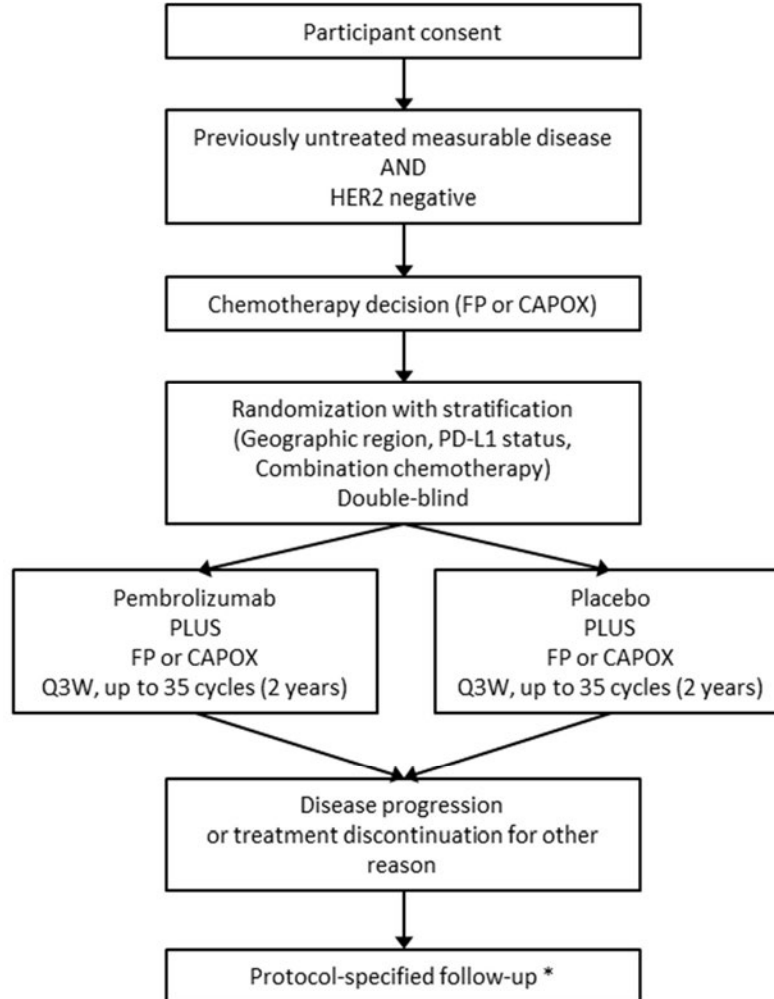 Participant consent
Previously untreated measurable disease
AND
HER2 negative
Chemotherapy decision (FP or CAPOX)
Randomization with stratification
(Geographic region, PD-L1 status,
Combination chemotherapy)
Double-blind
Pembrolizumab
PLUS
FP or CAPOX
Q3W, up to 35 cycles (2 years)
Placebo
PLUS
FP or CAPOX
Q3W, up to 35 cycles (2 years)
Disease progression
or treatment discontinuation for other
reason
Protocol-specified follow-up *